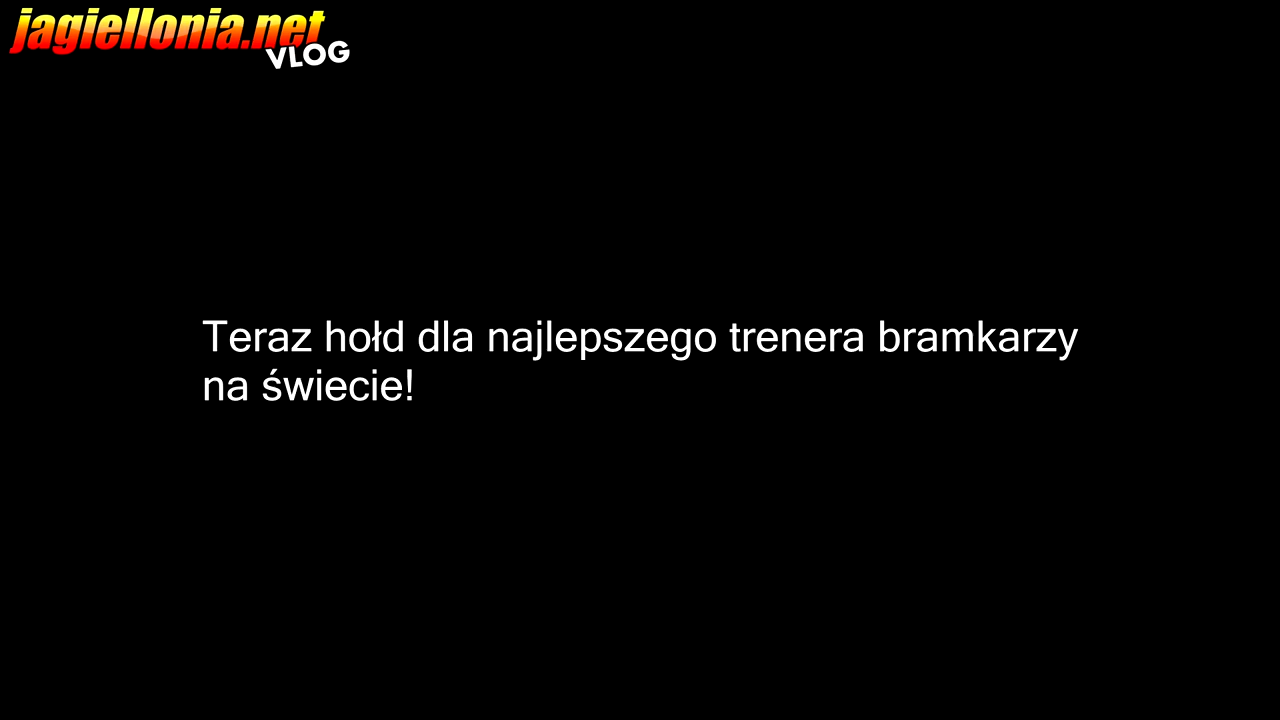 jagiellonia.net
VLOG
Teraz hołd dla najlepszego trenera bramkarzy
na świecie!